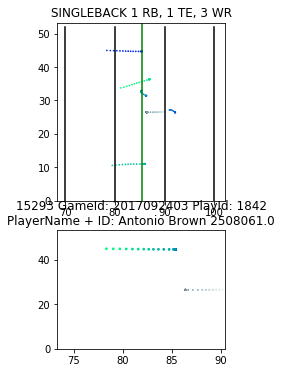 SINGLEBACK 1 RB, 1 TE, 3 WR
50
40
30
20
10
0
70 80 90 100
15293 GameId: 2017092403 PlayId: 1842
PlayerName + ID: Antonio Brown 2508061.0
40
20
0
75 80 85 90